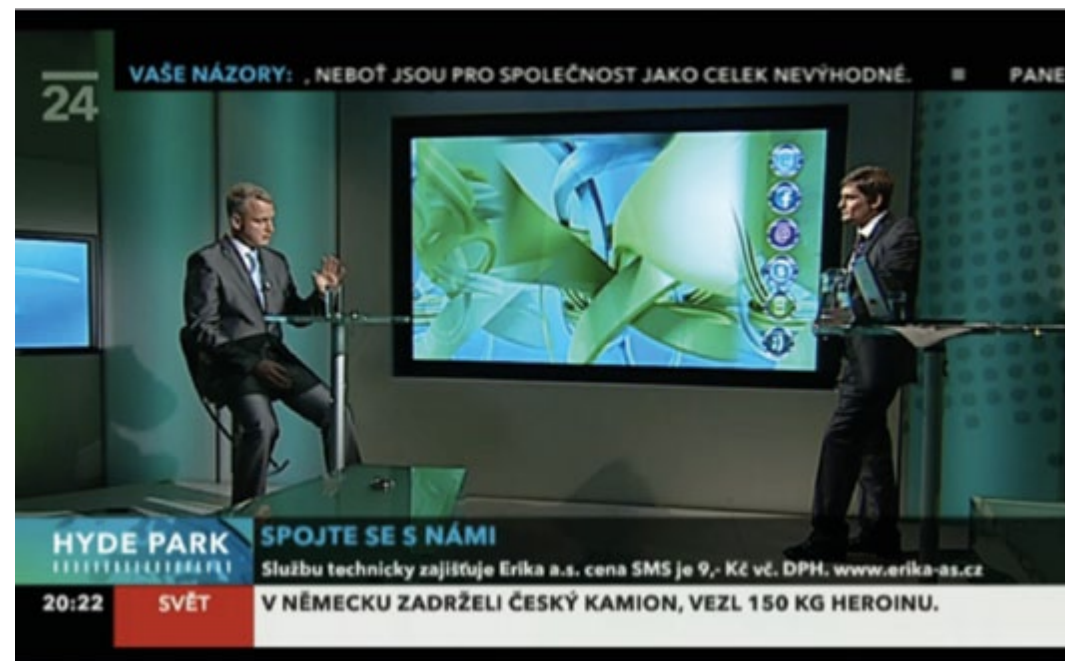 24
VAŠE NÁZORY: , NEBOŤ JSOU PRO SPOLEČNOST JAKO CELEK NEVÝHODNÉ. ■ PANE
HYDE PARK
SPOJTE SE S NÁMI
Službu technicky zajišťuje Erika a.s. cena SMS je 9,- Kč vč. DPH. www.erika-as.cz
20:22 SVĚT V NĚMECKU ZADRŽELI ČESKÝ KAMION, VEZL 150 KG HEROINU.